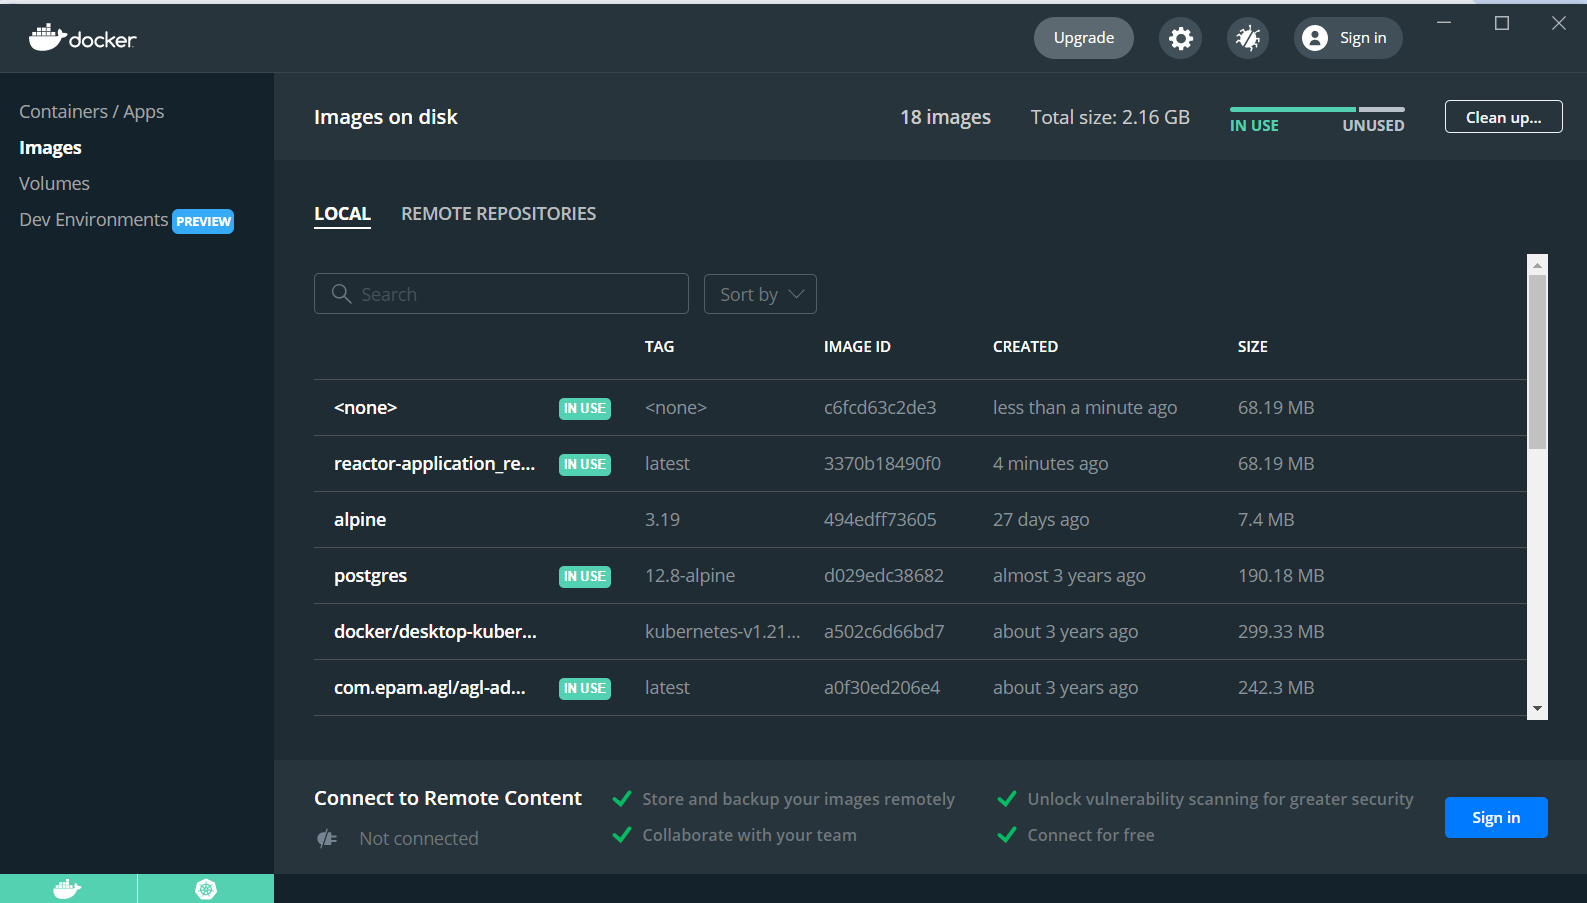 docker
Upgrade
Sign in
Containers / Apps
Images
Volumes
Dev Environments PREVIEW
Images on disk
18 images
Total size: 2.16 GB
IN USE
UNUSED
Clean up...
LOCAL
REMOTE REPOSITORIES
Search
Sort by
TAG IMAGE ID CREATED SIZE
<none> IN USE <none> c6fcd63c2de3 less than a minute ago 68.19 MB
reactor-application_re... IN USE latest 3370b18490f0 4 minutes ago 68.19 MB
alpine 3.19 494edff73605 27 days ago 7.4 MB
postgres IN USE 12.8-alpine d029edc38682 almost 3 years ago 190.18 MB
docker/desktop-kuber... kubernetes-v1.21... a502c6d66bd7 about 3 years ago 299.33 MB
com.epam.agl/agl-ad... IN USE latest a0f30ed206e4 about 3 years ago 242.3 MB
Connect to Remote Content
Not connected
Store and backup your images remotely
Collaborate with your team
Unlock vulnerability scanning for greater security
Connect for free
Sign in